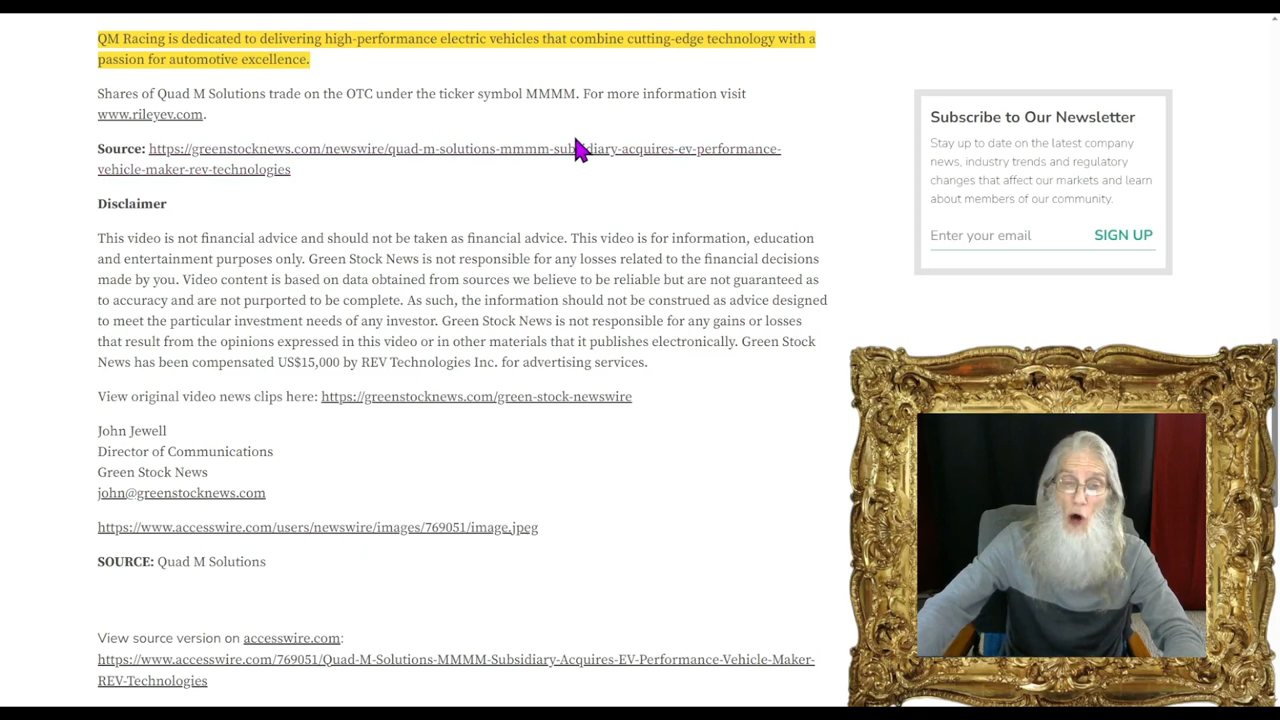 QM Racing is dedicated to delivering high-performance electric vehicles that combine cutting-edge technology with a
passion for automotive excellence.
Shares of Quad M Solutions trade on the OTC under the ticker symbol MMMM. For more information visit
www.rileyev.com.
Source: https://greenstocknews.com/newswire/quad-m-solutions-mmmm-subsidiary-acquires-ev-performance-
vehicle-maker-rev-technologies
Disclaimer
This video is not financial advice and should not be taken as financial advice. This video is for information, education
and entertainment purposes only. Green Stock News is not responsible for any losses related to the financial decisions
made by you. Video content is based on data obtained from sources we believe to be reliable but are not guaranteed as
to accuracy and are not purported to be complete. As such, the information should not be construed as advice designed
to meet the particular investment needs of any investor. Green Stock News is not responsible for any gains or losses
that result from the opinions expressed in this video or in other materials that it publishes electronically. Green Stock
News has been compensated US$15,000 by REV Technologies Inc. for advertising services.
View original video news clips here: https://greenstocknews.com/green-stock-newswire
John Jewell
Director of Communications
Green Stock News
john@greenstocknews.com
https://www.accesswire.com/users/newswire/images/769051/image.jpeg
SOURCE: Quad M Solutions
View source version on accesswire.com:
https://www.accesswire.com/769051/Quad-M-Solutions-MMMM-Subsidiary-Acquires-EV-Performance-Vehicle-Maker-
REV-Technologies
Subscribe to Our Newsletter
Stay up to date on the latest company
news, industry trends and regulatory
changes that affect our markets and learn
about members of our community.
Enter your email SIGN UP